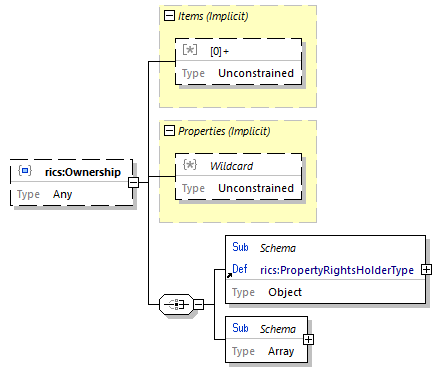 Items (Implicit)
[*] [0]+
Type Unconstrained
Properties (Implicit)
{*} Wildcard
Type Unconstrained
{} rics:Ownership
Type Any
Sub Schema
Def rics:PropertyRightsHolderType
Type Object
Sub Schema
Type Array